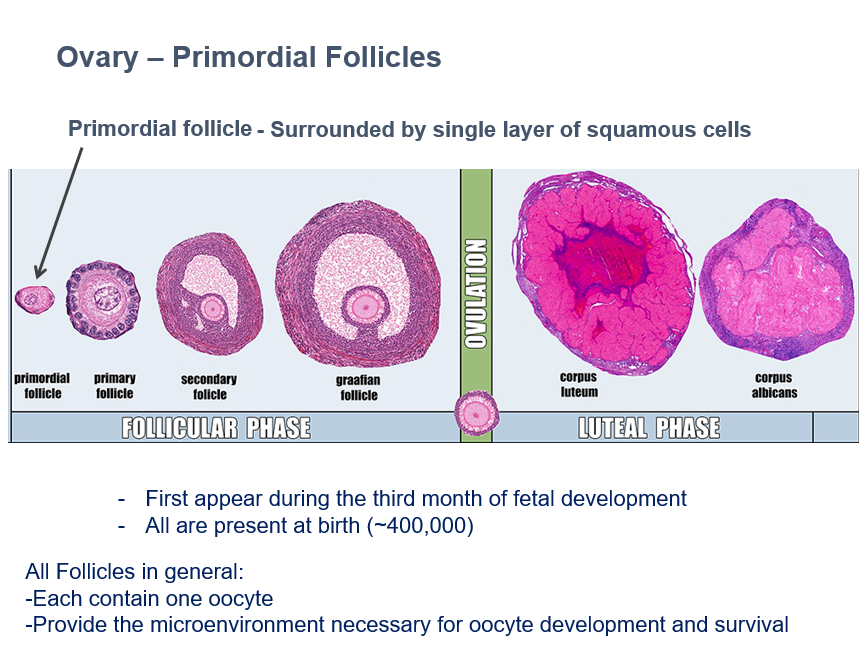 Ovary – Primordial Follicles
Primordial follicle - Surrounded by single layer of squamous cells
OVULATION
primordial follicle
primary follicle
secondary folicle
graafian follicle
corpus luteum
corpus albicans
FOLLICULAR PHASE
LUTEAL PHASE
- First appear during the third month of fetal development
- All are present at birth (~400,000)
All Follicles in general:
-Each contain one oocyte
-Provide the microenvironment necessary for oocyte development and survival